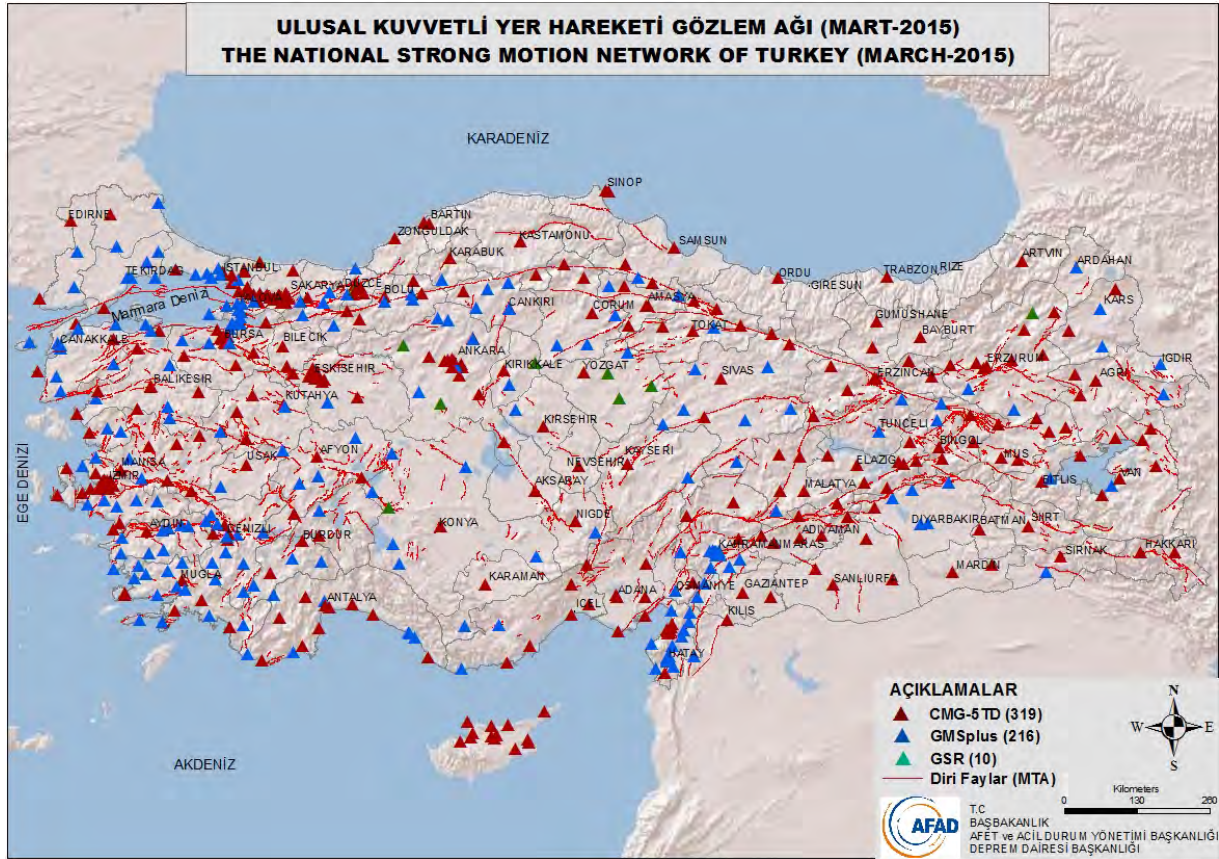 ULUSAL KUVVETLİ YER HAREKETİ GÖZLEM AĞI (MART-2015)
THE NATIONAL STRONG MOTION NETWORK OF TURKEY (MARCH-2015)
KARADENİZ
SINOP
EDIRNE
BARTIN
ZONGULDAK
KASTAMONU
SAMSUN
KARABUK
ARTVIN
ARDAHAN
TEKIRDAG
ISTANBUL
ORDU
TRABZON
RIZE
GIRESUN
KARS
SAKARYA
DUZCE
BOLU
Marmara Denizi
CANKIRI
CORUM
AMASYA
TOKAT
GUMUSHANE
BAYBURT
CANAKKALE
BURSA
BILECIK
ANKARA
KIRIKKALE
YOZGAT
SIVAS
ERZURUM
ERZINCAN
IGDIR
AGRI
ESKISEHIR
BALIKESIR
KUTAHYA
KIRSEHIR
TUNCELI
BINGOL
MUS
EGE DENIZI
MANISA
IZMIR
USAK
AFYON
NEVSEHIR
KAYSERI
ELAZIG
BITLIS
VAN
AKSARAY
MALATYA
AYDIN
DENIZLI
BURDUR
KONYA
NIGDE
ADIYAMAN
DIYARBAKIR
BATMAN
SIIRT
KAHRAMANMARAS
SIRNAK
HAKKARI
MUGLA
ANTALYA
KARAMAN
ICEL
ADANA
OSMANIYE
GAZIANTEP
SANLIURFA
MARDIN
KILIS
HATAY
AKDENİZ
AÇIKLAMALAR
CMG-5TD (319)
GMSplus (216)
GSR (10)
Diri Faylar (MTA)
N
W
E
S
Kilometers
0 130 260
AFAD
T.C
BAŞBAKANLIK
AFET ve ACİL DURUM YÖNETİMİ BAŞKANLIĞI
DEPREM DAİRESİ BAŞKANLIĞI